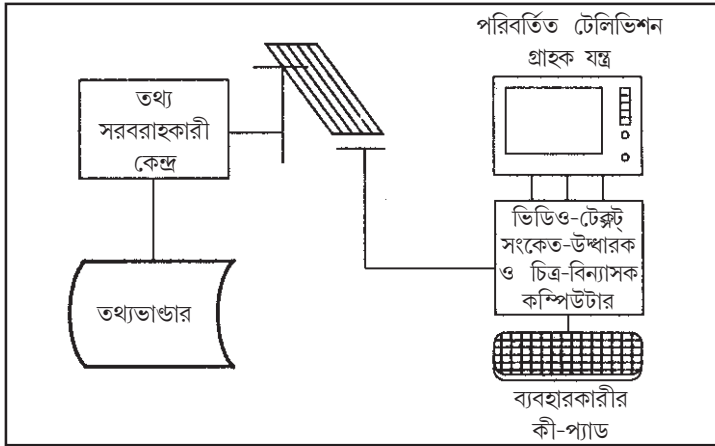 পরিবর্তিত টেলিভিশন
গ্রাহক যন্ত্র
তথ্য
সরবরাহকারী
কেন্দ্র
ভিডিও-টেক্সট্
সংকেত-উদ্ধারক
ও চিত্র-বিন্যাসক
কম্পিউটার
তথ্যভাণ্ডার
ব্যবহারকারীর
কী-প্যাড